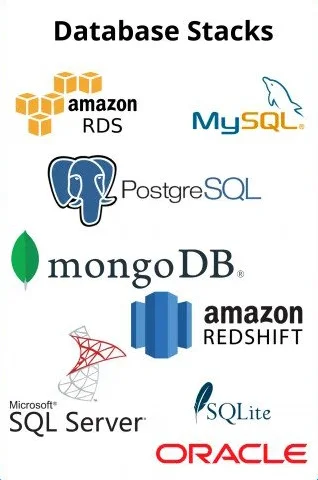 Database Stacks
amazon
RDS
MySQL®
PostgreSQL
mongoDB®
amazon
REDSHIFT
Microsoft®
SQL Server®
SQLite
ORACLE